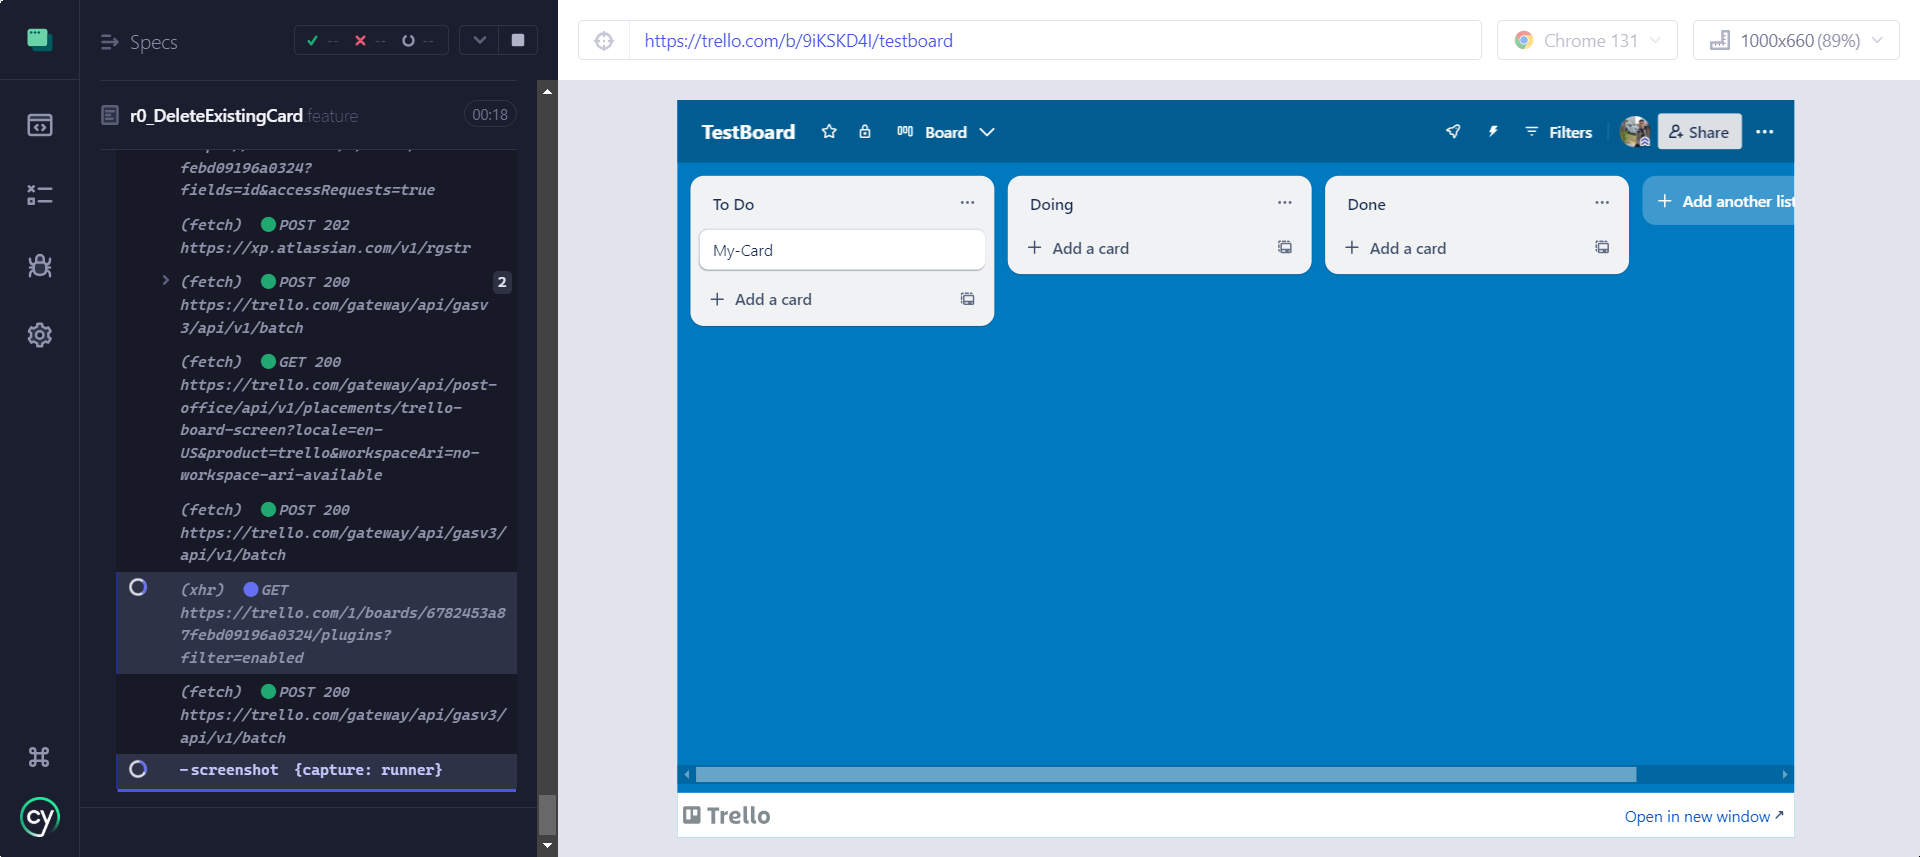 Specs
--
--
--
r0_DeleteExistingCard.feature
00:18
febd09196a0324?
fields=id&accessRequests=true
(fetch) POST 202
https://xp.atlassian.com/v1/rgstr
(fetch) POST 200
2
https://trello.com/gateway/api/gasv
3/api/v1/batch
(fetch) GET 200
https://trello.com/gateway/api/post-
office/api/v1/placements/trello-
board-screen?locale=en-
US&product=trello&workspaceAri=no-
workspace-ari-available
(fetch) POST 200
https://trello.com/gateway/api/gasv3/
api/v1/batch
(xhr) GET
https://trello.com/1/boards/6782453a8
7febd09196a0324/plugins?
filter=enabled
(fetch) POST 200
https://trello.com/gateway/api/gasv3/
api/v1/batch
-screenshot {capture: runner}
cy
https://trello.com/b/9iKSKD4I/testboard
Chrome 131
1000x660 (89%)
TestBoard
Board
Filters
Share
To Do
My-Card
+ Add a card
Doing
+ Add a card
Done
+ Add a card
+ Add another list
Trello
Open in new window